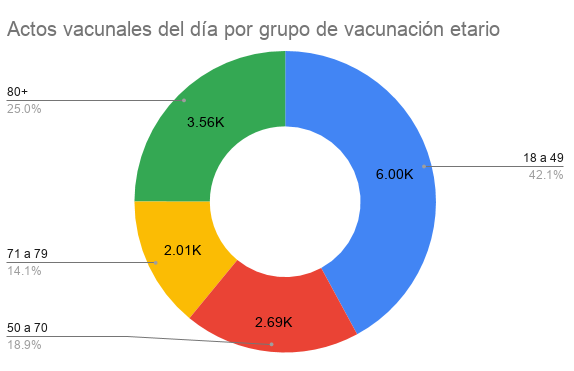 Actos vacunales del día por grupo de vacunación etario
80+
25.0%
3.56K
18 a 49
42.1%
6.00K
71 a 79
14.1%
2.01K
50 a 70
18.9%
2.69K